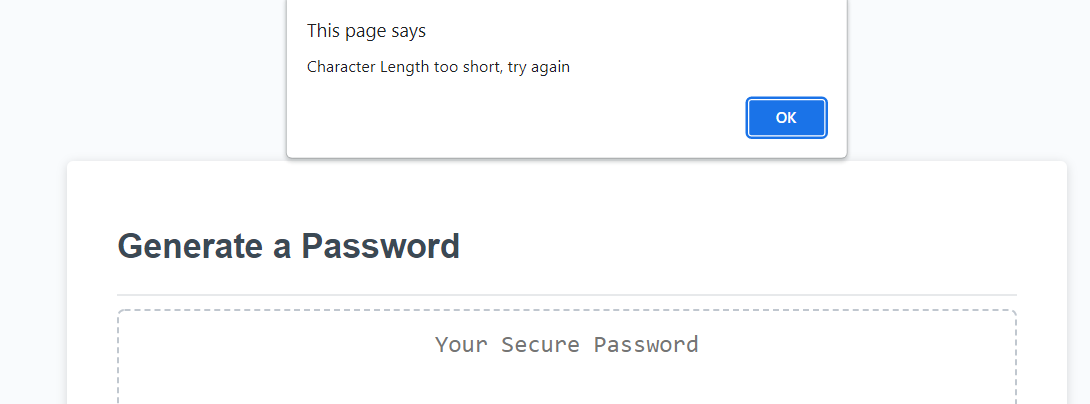 This page says
Character Length too short, try again
OK
Generate a Password
Your Secure Password